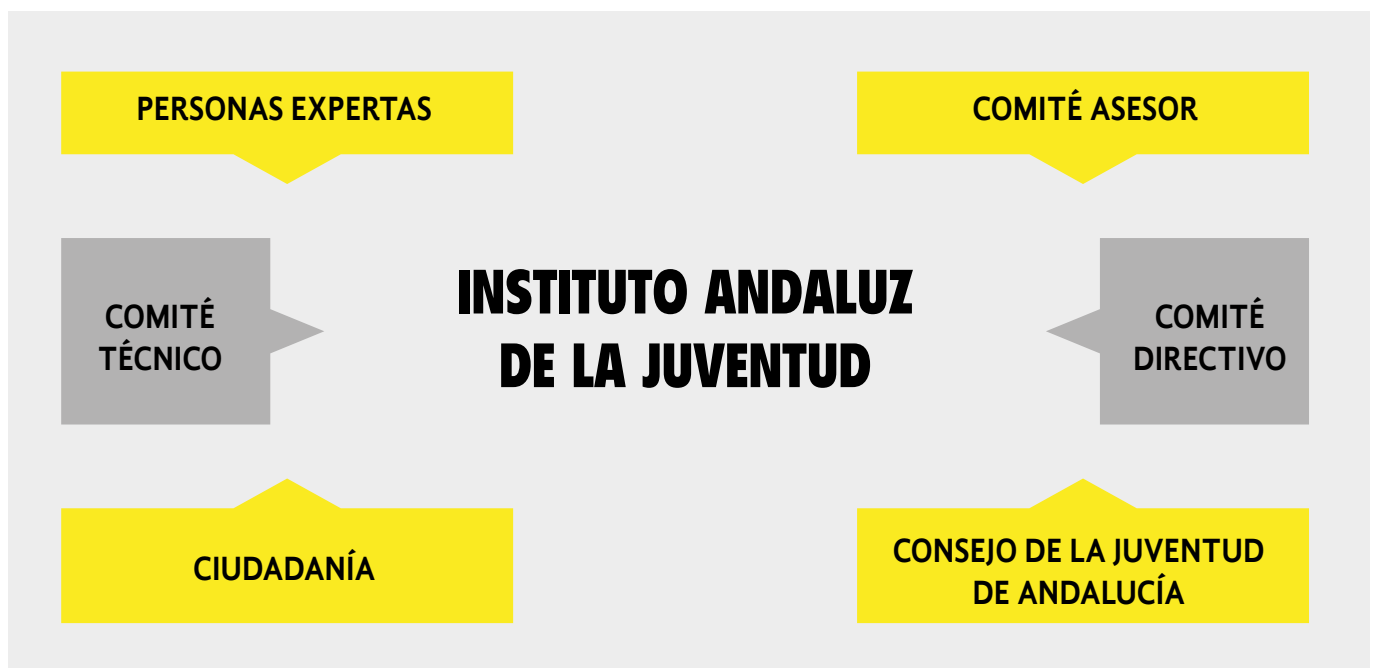 PERSONAS EXPERTAS
COMITÉ ASESOR
COMITÉ
TÉCNICO
INSTITUTO ANDALUZ
DE LA JUVENTUD
COMITÉ
DIRECTIVO
CIUDADANÍA
CONSEJO DE LA JUVENTUD
DE ANDALUCÍA